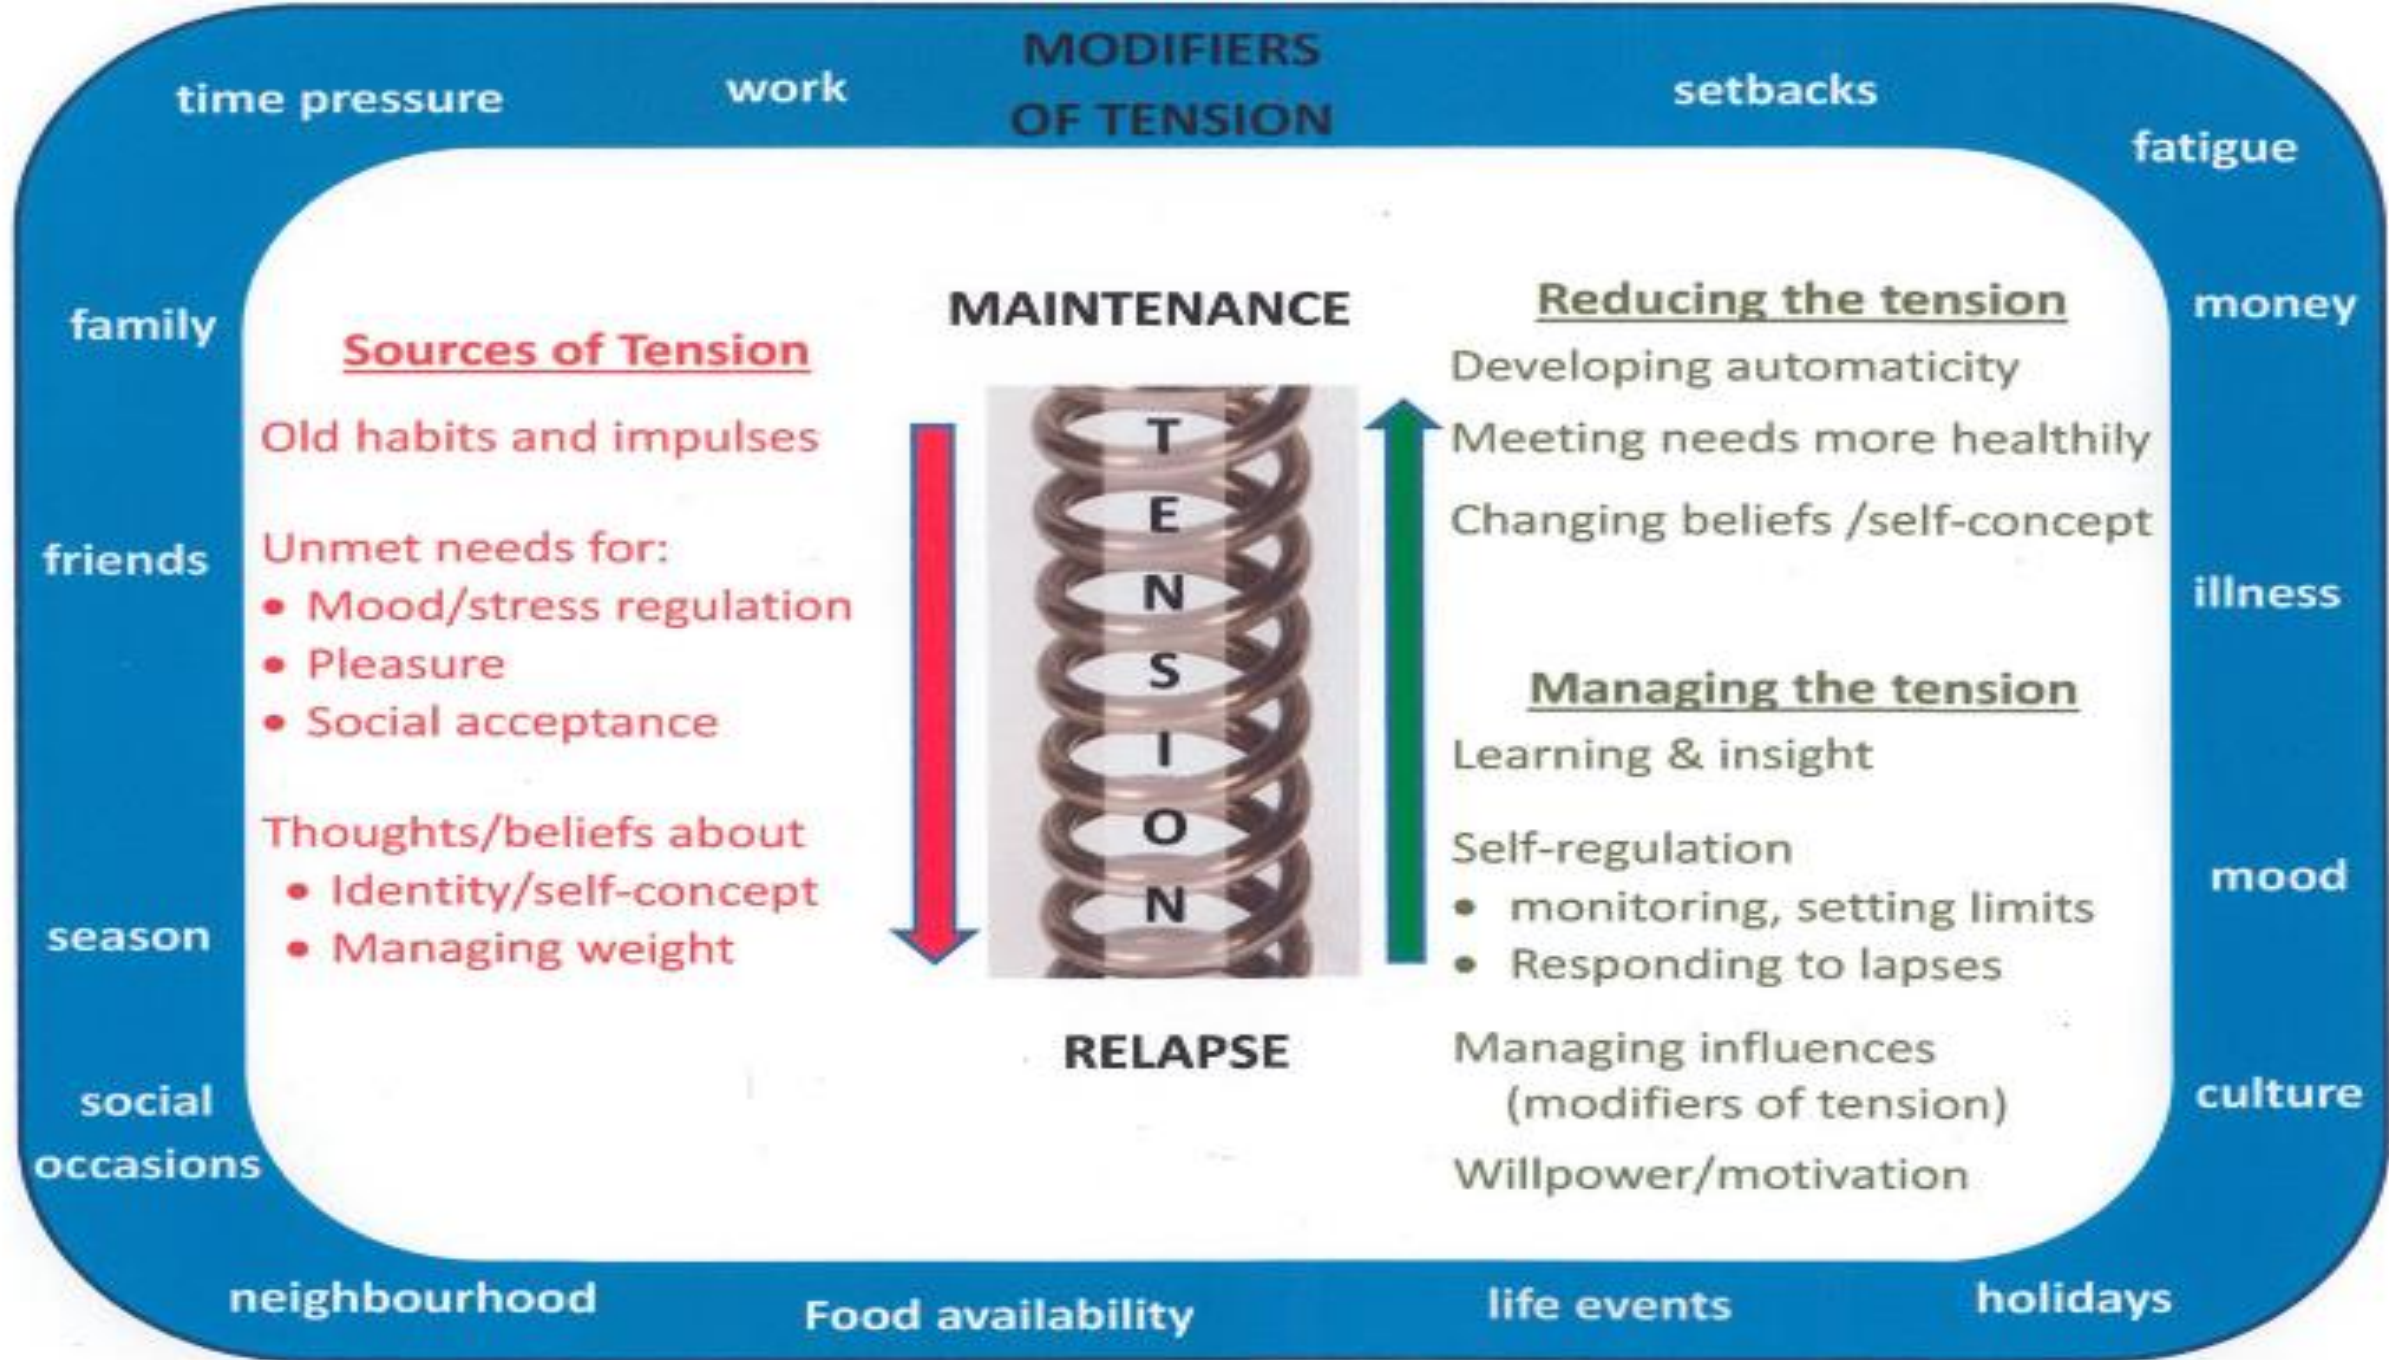 MODIFIERS
OF TENSION
time pressure
work
setbacks
fatigue
family
friends
season
social
occasions
money
illness
mood
culture
neighbourhood
Food availability
life events
holidays
Sources of Tension
Old habits and impulses
Unmet needs for:
• Mood/stress regulation
• Pleasure
• Social acceptance
Thoughts/beliefs about
• Identity/self-concept
• Managing weight
MAINTENANCE
T
E
N
S
I
O
N
RELAPSE
Reducing the tension
Developing automaticity
Meeting needs more healthily
Changing beliefs /self-concept
Managing the tension
Learning & insight
Self-regulation
• monitoring, setting limits
• Responding to lapses
Managing influences
(modifiers of tension)
Willpower/motivation